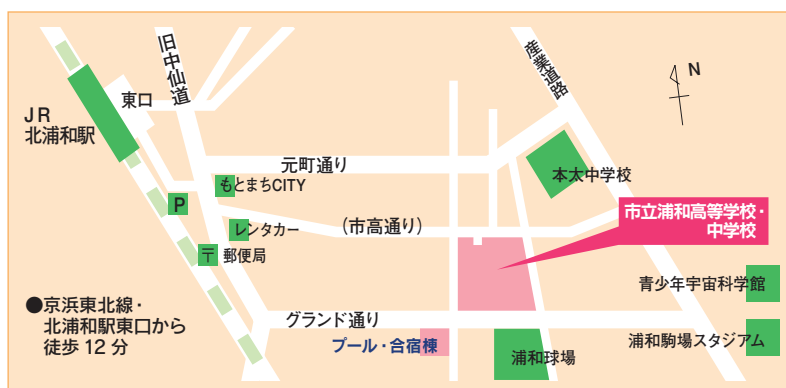 旧中仙道
産業道路
N
東口
JR
北浦和駅
元町通り
本太中学校
もとまちCITY
P
市立浦和高等学校・
中学校
(市高通り)
レンタカー
〒 郵便局
青少年宇宙科学館
●京浜東北線・
北浦和駅東口から
徒歩 12 分
グランド通り
プール・合宿棟
浦和球場
浦和駒場スタジアム